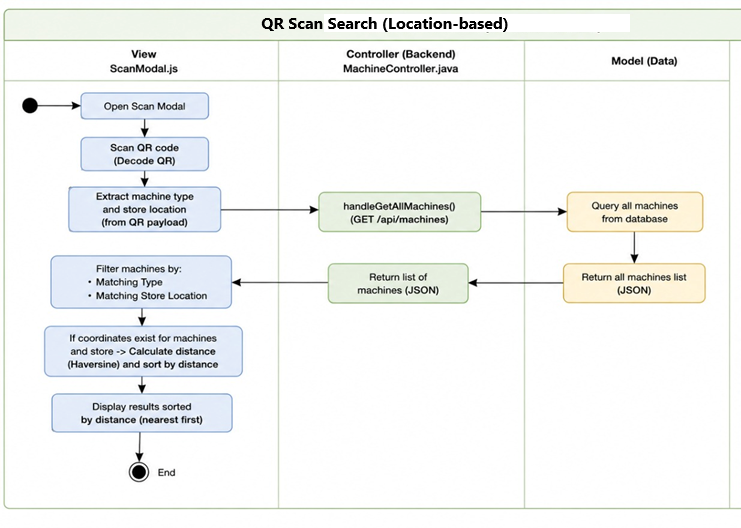 QR Scan Search (Location-based)
View
ScanModal.js
Controller (Backend)
MachineController.java
Model (Data)
Open Scan Modal
Scan QR code
(Decode QR)
Extract machine type
and store location
(from QR payload)
handleGetAllMachines()
(GET /api/machines)
Query all machines
from database
Filter machines by:
• Matching Type
• Matching Store Location
Return list of
machines (JSON)
Return all machines list
(JSON)
If coordinates exist for machines
and store -> Calculate distance
(Haversine) and sort by distance
Display results sorted
by distance (nearest first)
End